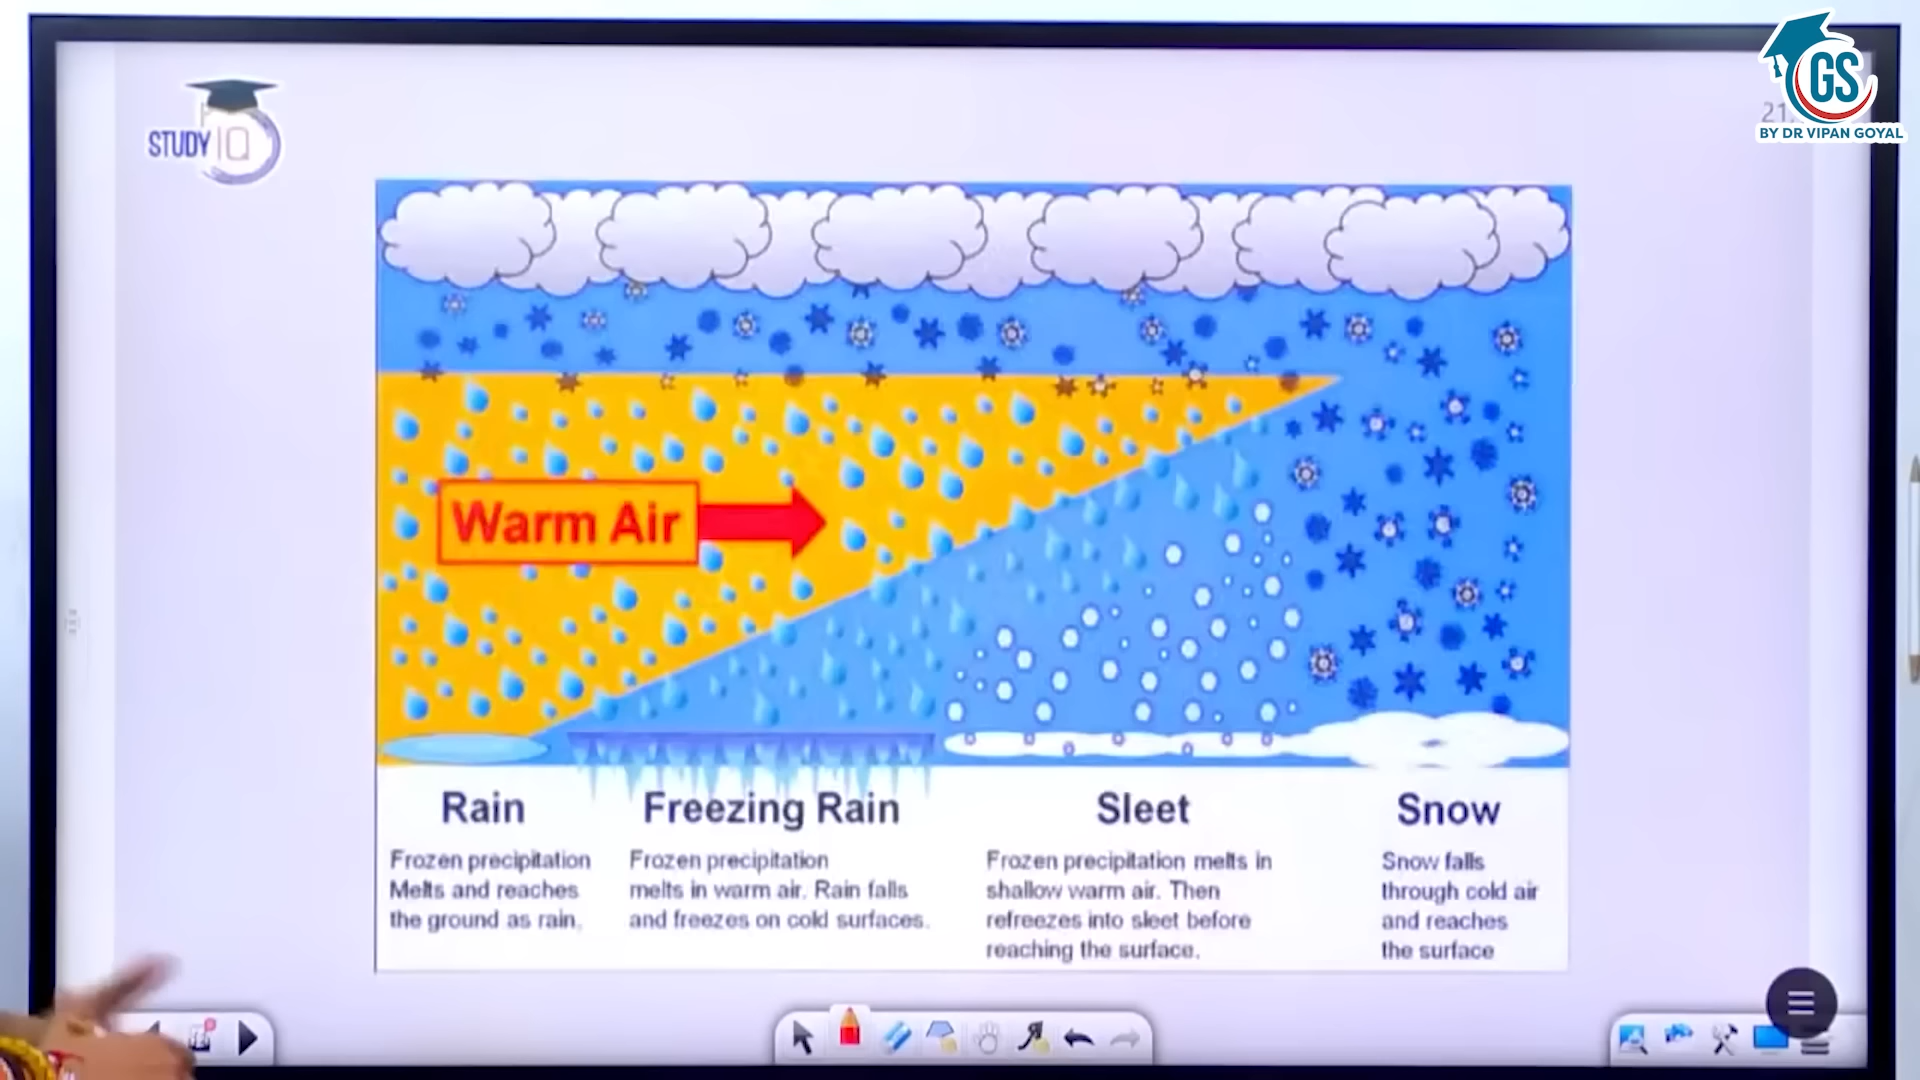 STUDY IQ
GS
BY DR VIPAN GOYAL
Warm Air
Rain
Freezing Rain
Sleet
Snow
Frozen precipitation
Melts and reaches
the ground as rain.
Frozen precipitation
melts in warm air. Rain falls
and freezes on cold surfaces.
Frozen precipitation melts in
shallow warm air. Then
refreezes into sleet before
reaching the surface.
Snow falls
through cold air
and reaches
the surface